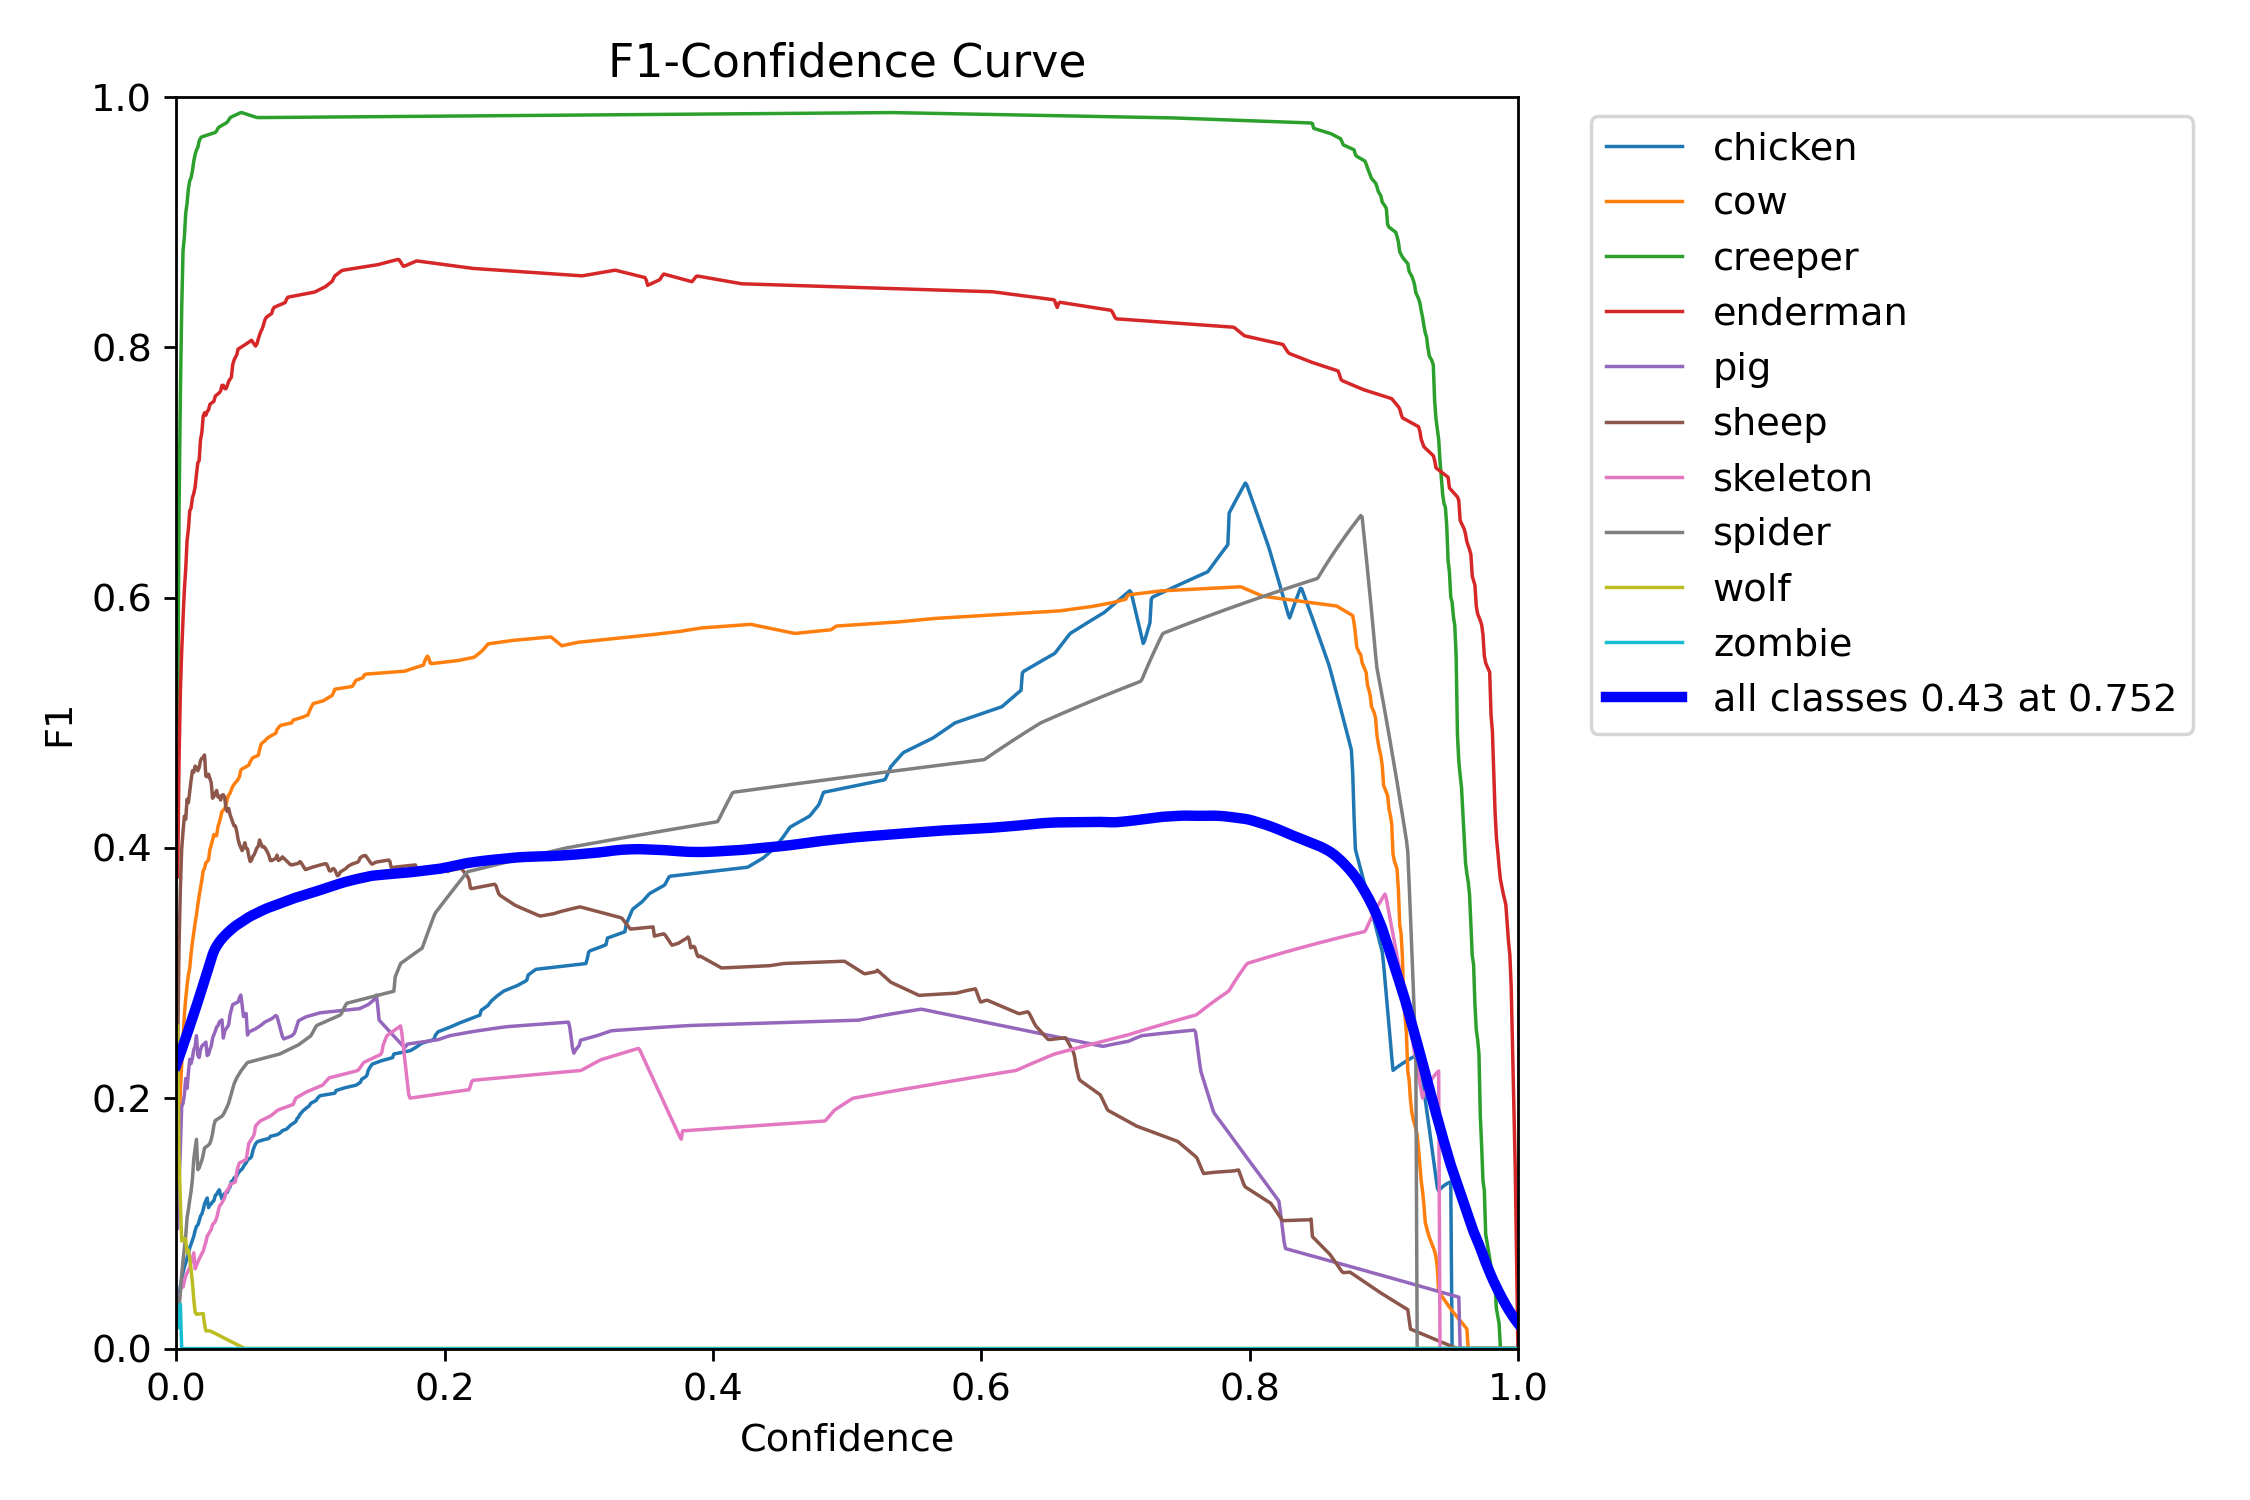 F1-Confidence Curve
1.0
0.8
0.6
0.4
0.2
0.0
F1
0.0 0.2 0.4 0.6 0.8 1.0
Confidence
chicken
cow
creeper
enderman
pig
sheep
skeleton
spider
wolf
zombie
all classes 0.43 at 0.752